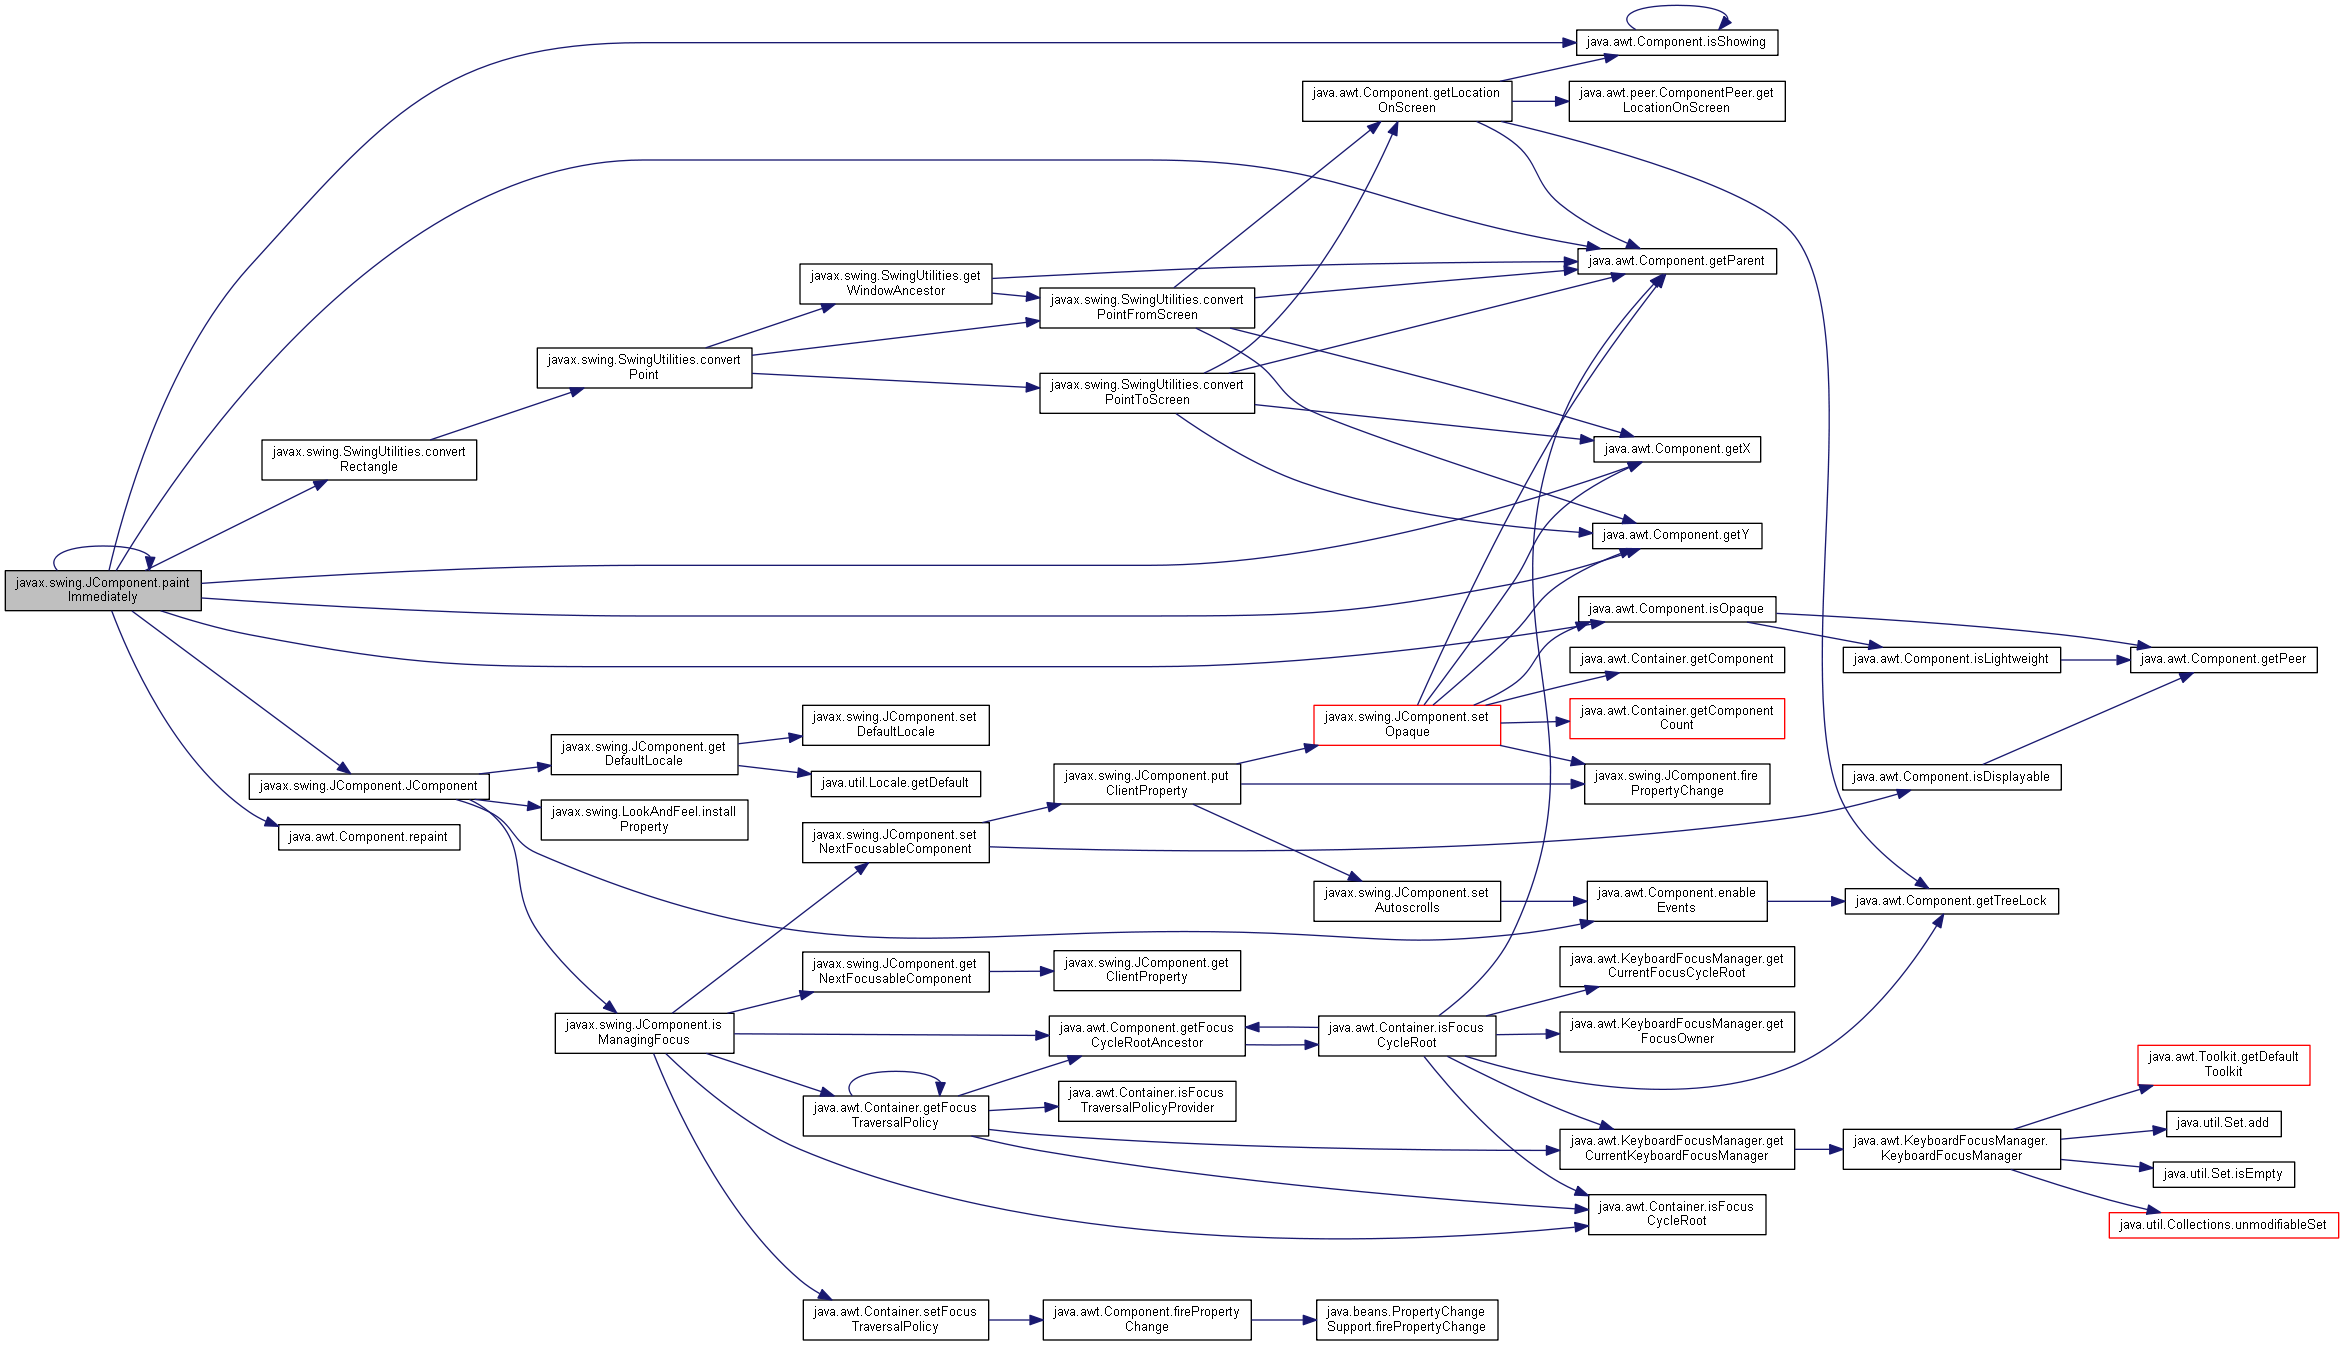 javax.swing.JComponent.paint
Immediately
javax.swing.SwingUtilities.convert
Rectangle
javax.swing.JComponent.JComponent
java.awt.Component.repaint
javax.swing.SwingUtilities.convert
Point
javax.swing.JComponent.get
DefaultLocale
javax.swing.LookAndFeel.install
Property
javax.swing.JComponent.is
ManagingFocus
javax.swing.SwingUtilities.get
WindowAncestor
javax.swing.JComponent.set
DefaultLocale
java.util.Locale.getDefault
javax.swing.JComponent.set
NextFocusableComponent
javax.swing.JComponent.get
NextFocusableComponent
java.awt.Container.getFocus
TraversalPolicy
java.awt.Container.setFocus
TraversalPolicy
javax.swing.SwingUtilities.convert
PointFromScreen
javax.swing.SwingUtilities.convert
PointToScreen
javax.swing.JComponent.put
ClientProperty
javax.swing.JComponent.get
ClientProperty
java.awt.Component.getFocus
CycleRootAncestor
java.awt.Container.isFocus
TraversalPolicyProvider
java.awt.Component.fireProperty
Change
java.awt.Component.getLocation
OnScreen
javax.swing.JComponent.set
Opaque
javax.swing.JComponent.set
Autoscrolls
java.awt.Container.isFocus
CycleRoot
java.beans.PropertyChange
Support.firePropertyChange
java.awt.Component.isShowing
java.awt.peer.ComponentPeer.get
LocationOnScreen
java.awt.Component.getParent
java.awt.Component.getX
java.awt.Component.getY
java.awt.Component.isOpaque
java.awt.Container.getComponent
java.awt.Container.getComponent
Count
javax.swing.JComponent.fire
PropertyChange
java.awt.Component.enable
Events
java.awt.KeyboardFocusManager.get
CurrentFocusCycleRoot
java.awt.KeyboardFocusManager.get
FocusOwner
java.awt.KeyboardFocusManager.get
CurrentKeyboardFocusManager
java.awt.Container.isFocus
CycleRoot
java.awt.Component.isLightweight
java.awt.Component.isDisplayable
java.awt.Component.getTreeLock
java.awt.KeyboardFocusManager.
KeyboardFocusManager
java.awt.Component.getPeer
java.awt.Toolkit.getDefault
Toolkit
java.util.Set.add
java.util.Set.isEmpty
java.util.Collections.unmodifiableSet